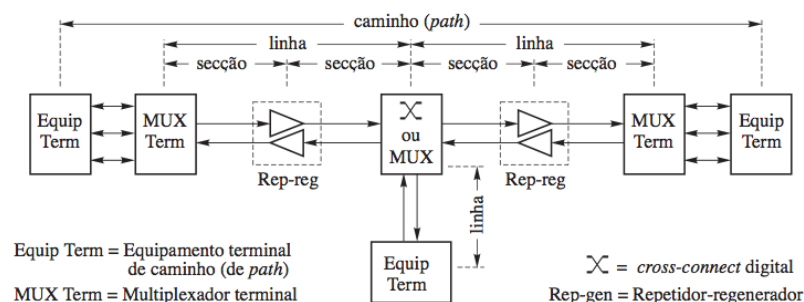 caminho (path)
linha linha
secção secção secção secção
Equip
Term
MUX
Term
Rep-reg
ou
MUX
Rep-reg
MUX
Term
Equip
Term
linha
Equip
Term
Equip Term = Equipamento terminal
de caminho (de path)
MUX Term = Multiplexador terminal
= cross-connect digital
Rep-gen = Repetidor-regenerador